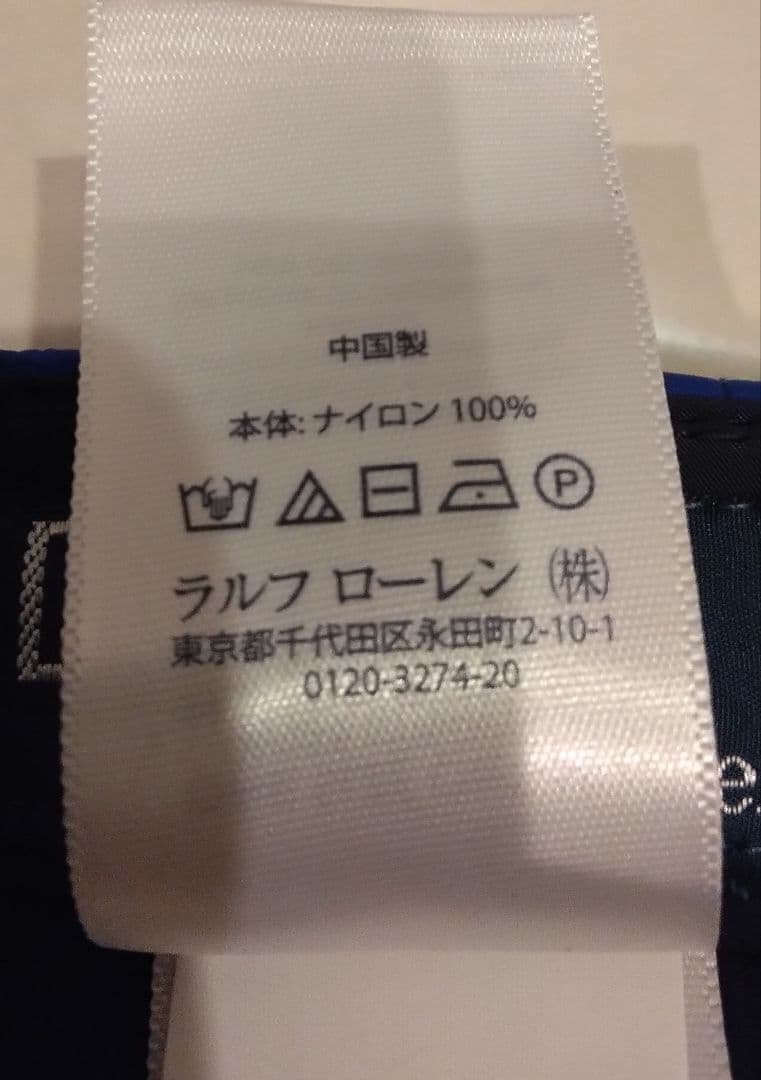 中国製
本体: ナイロン 100%
P
ラルフ ローレン (株)
東京都千代田区永田町2-10-1
0120-3274-20
e.